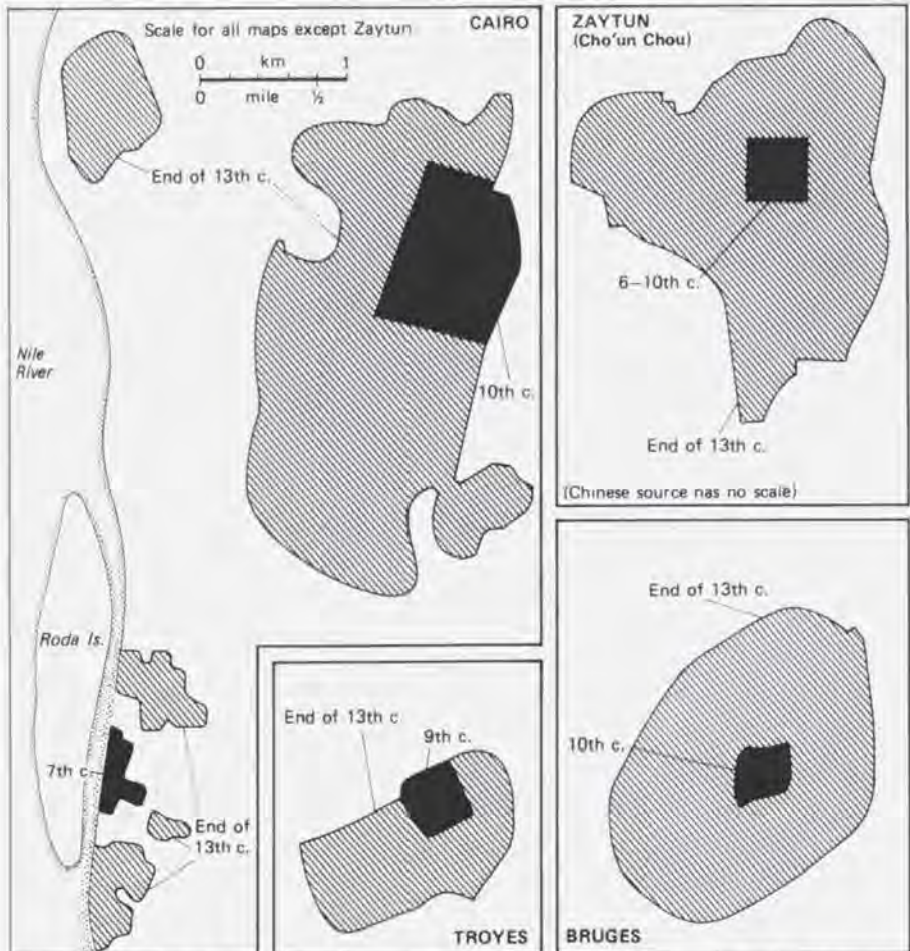 CAIRO
Scale for all maps except Zaytun
0 km 1
0 mile ½
End of 13th c.
10th c.
Nile
River
Roda Is.
7th c.
End of
13th c.
ZAYTUN
(Cho'un Chou)
6–10th c.
End of 13th c.
(Chinese source nas no scale)
End of 13th c
9th c.
TROYES
End of 13th c.
10th c.
BRUGES